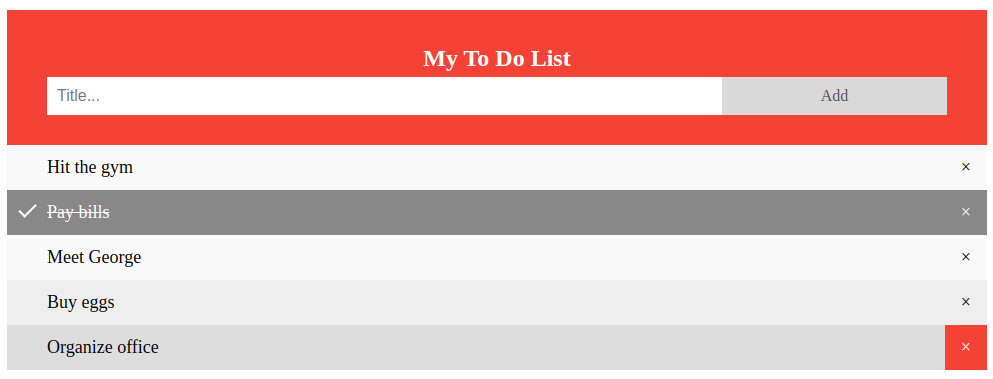 My To Do List
Title...
Add
Hit the gym ×
Pay bills ×
Meet George ×
Buy eggs ×
Organize office ×